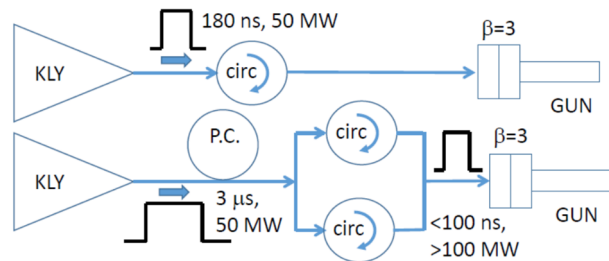 180 ns, 50 MW
KLY
circ
β=3
GUN
P.C.
circ
KLY
3 μs,
50 MW
circ
β=3
<100 ns,
>100 MW
GUN